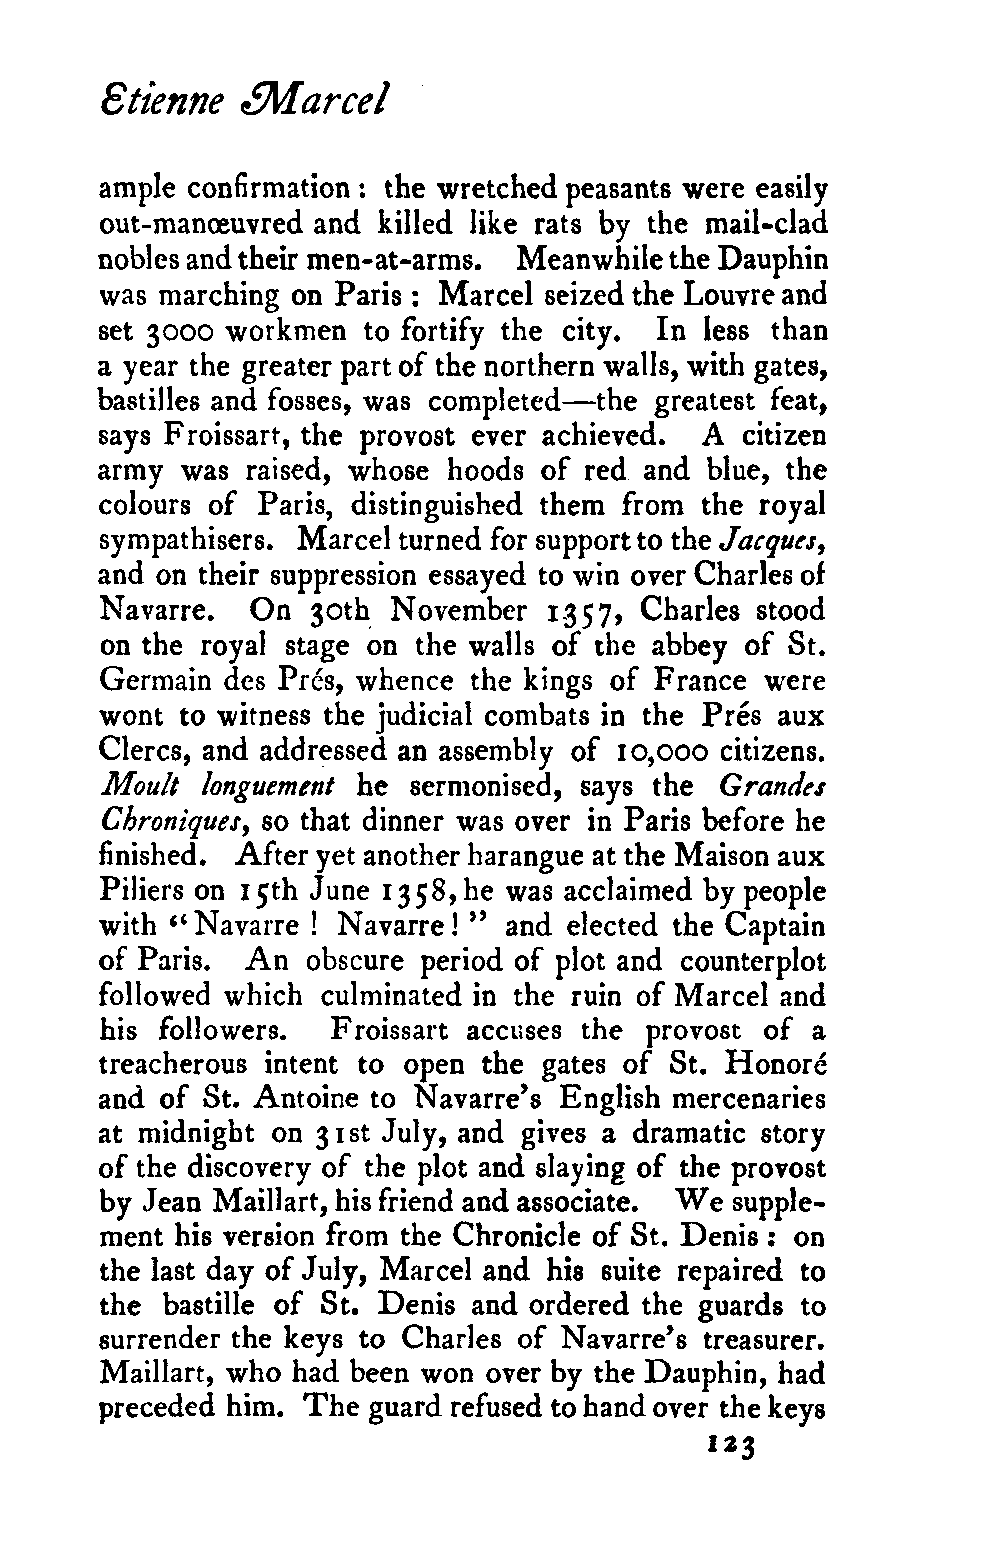 Etienne Marcel
ample confirmation : the wretched peasants were easily
out-manœuvred and killed like rats by the mail-clad
nobles and their men-at-arms. Meanwhile the Dauphin
was marching on Paris : Marcel seized the Louvre and
set 3000 workmen to fortify the city. In less than
a year the greater part of the northern walls, with gates,
bastilles and fosses, was completed—the greatest feat,
says Froissart, the provost ever achieved. A citizen
army was raised, whose hoods of red and blue, the
colours of Paris, distinguished them from the royal
sympathisers. Marcel turned for support to the Jacques,
and on their suppression essayed to win over Charles of
Navarre. On 30th November 1357, Charles stood
on the royal stage on the walls of the abbey of St.
Germain des Prés, whence the kings of France were
wont to witness the judicial combats in the Prés aux
Clercs, and addressed an assembly of 10,000 citizens.
Moult longuement he sermonised, says the Grandes
Chroniques, so that dinner was over in Paris before he
finished. After yet another harangue at the Maison aux
Piliers on 15th June 1358, he was acclaimed by people
with “ Navarre ! Navarre ! ” and elected the Captain
of Paris. An obscure period of plot and counterplot
followed which culminated in the ruin of Marcel and
his followers. Froissart accuses the provost of a
treacherous intent to open the gates of St. Honoré
and of St. Antoine to Navarre’s English mercenaries
at midnight on 31st July, and gives a dramatic story
of the discovery of the plot and slaying of the provost
by Jean Maillart, his friend and associate. We supple-
ment his version from the Chronicle of St. Denis : on
the last day of July, Marcel and his suite repaired to
the bastille of St. Denis and ordered the guards to
surrender the keys to Charles of Navarre’s treasurer.
Maillart, who had been won over by the Dauphin, had
preceded him. The guard refused to hand over the keys
123